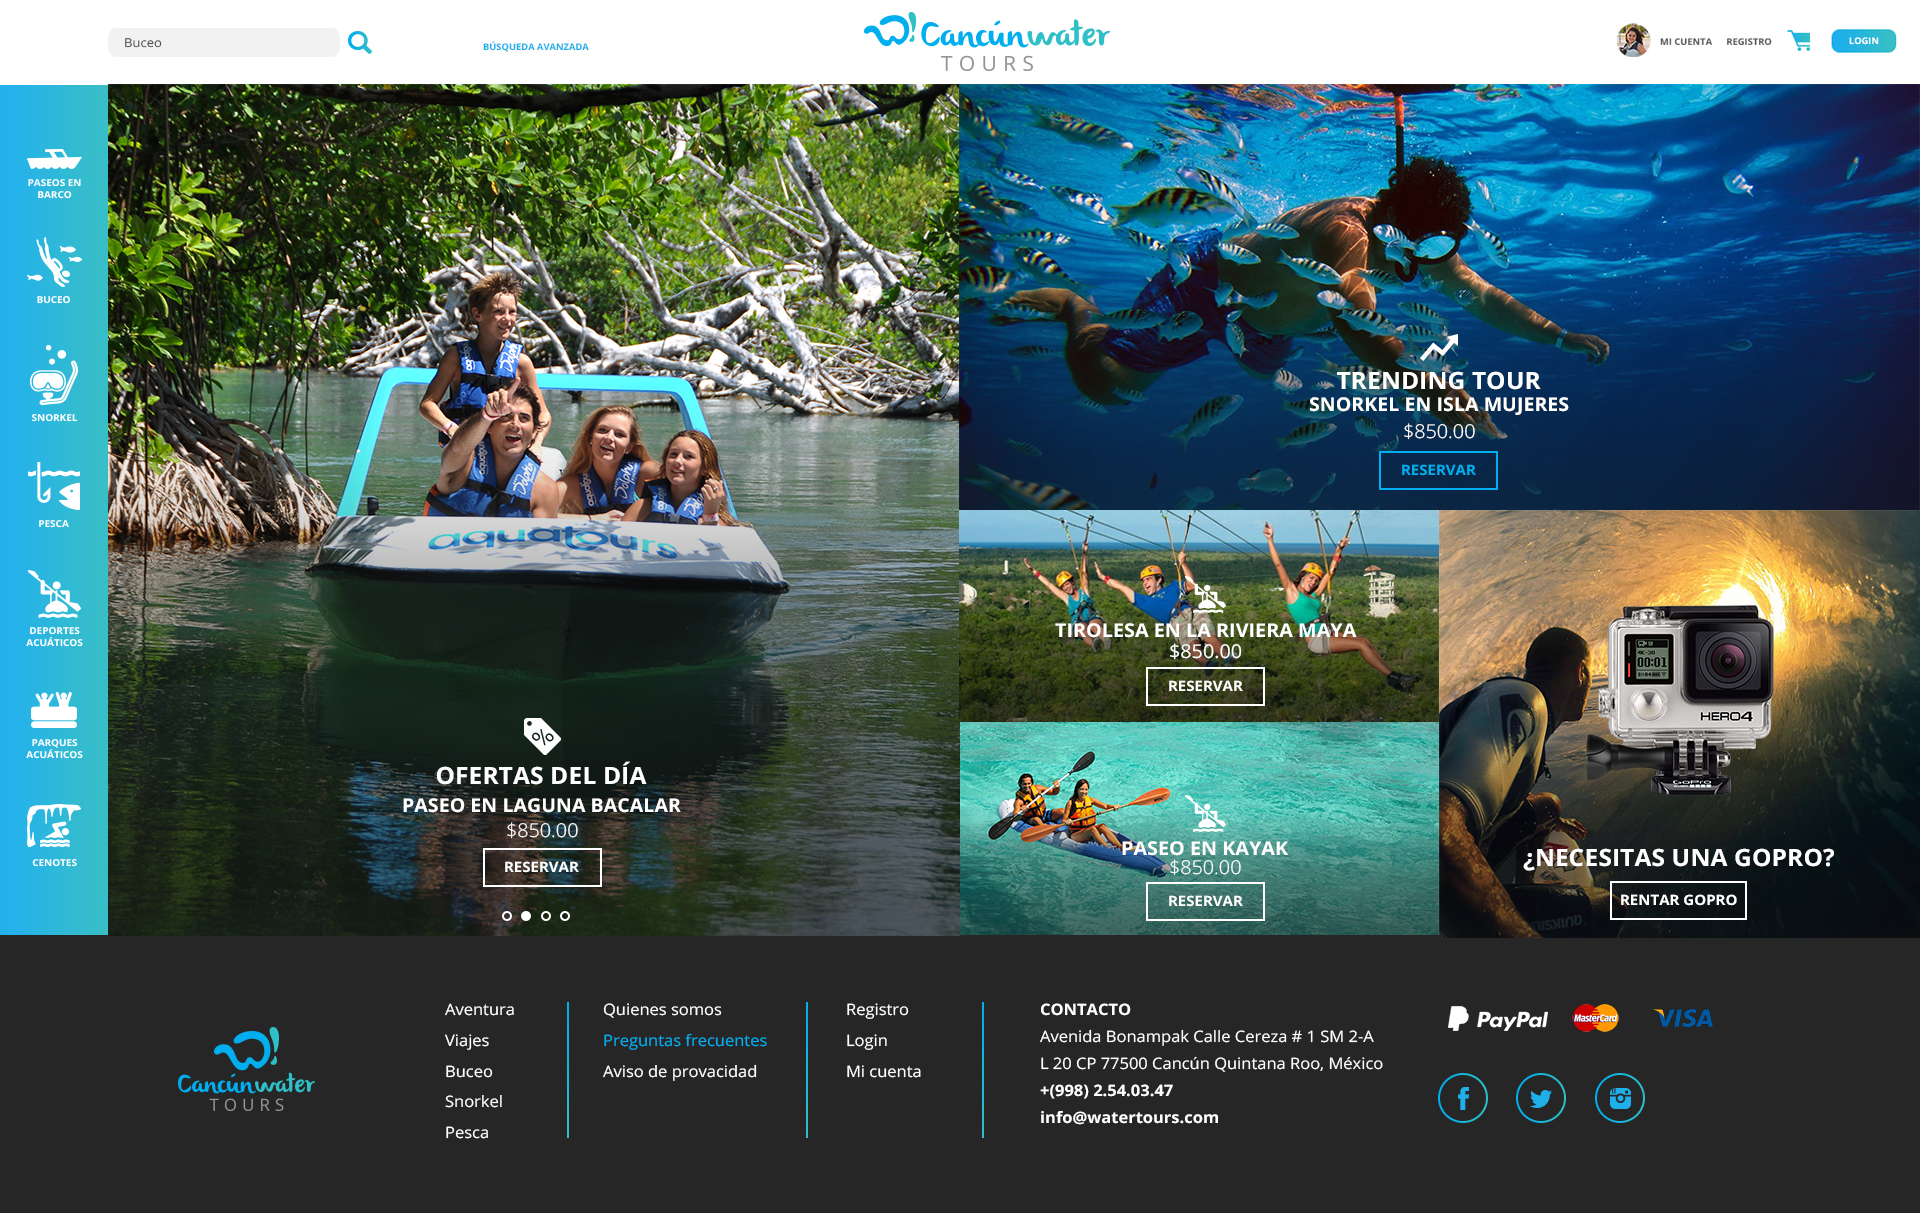 Buceo
BÚSQUEDA AVANZADA
Cancúnwater
TOURS
MI CUENTA
REGISTRO
LOGIN
PASEOS EN
BARCO
BUCEO
SNORKEL
PESCA
DEPORTES
ACUÁTICOS
PARQUES
ACUÁTICOS
CENOTES
aquatours
%
OFERTAS DEL DÍA
PASEO EN LAGUNA BACALAR
$850.00
RESERVAR
TRENDING TOUR
SNORKEL EN ISLA MUJERES
$850.00
RESERVAR
TIROLESA EN LA RIVIERA MAYA
$850.00
RESERVAR
PASEO EN KAYAK
$850.00
RESERVAR
00:01
HERO4
GoPro
¿NECESITAS UNA GOPRO?
RENTAR GOPRO
Cancúnwater
TOURS
Aventura
Viajes
Buceo
Snorkel
Pesca
Quienes somos
Preguntas frecuentes
Aviso de provacidad
Registro
Login
Mi cuenta
CONTACTO
Avenida Bonampak Calle Cereza # 1 SM 2-A
L 20 CP 77500 Cancún Quintana Roo, México
+(998) 2.54.03.47
info@watertours.com
PayPal
MasterCard
VISA